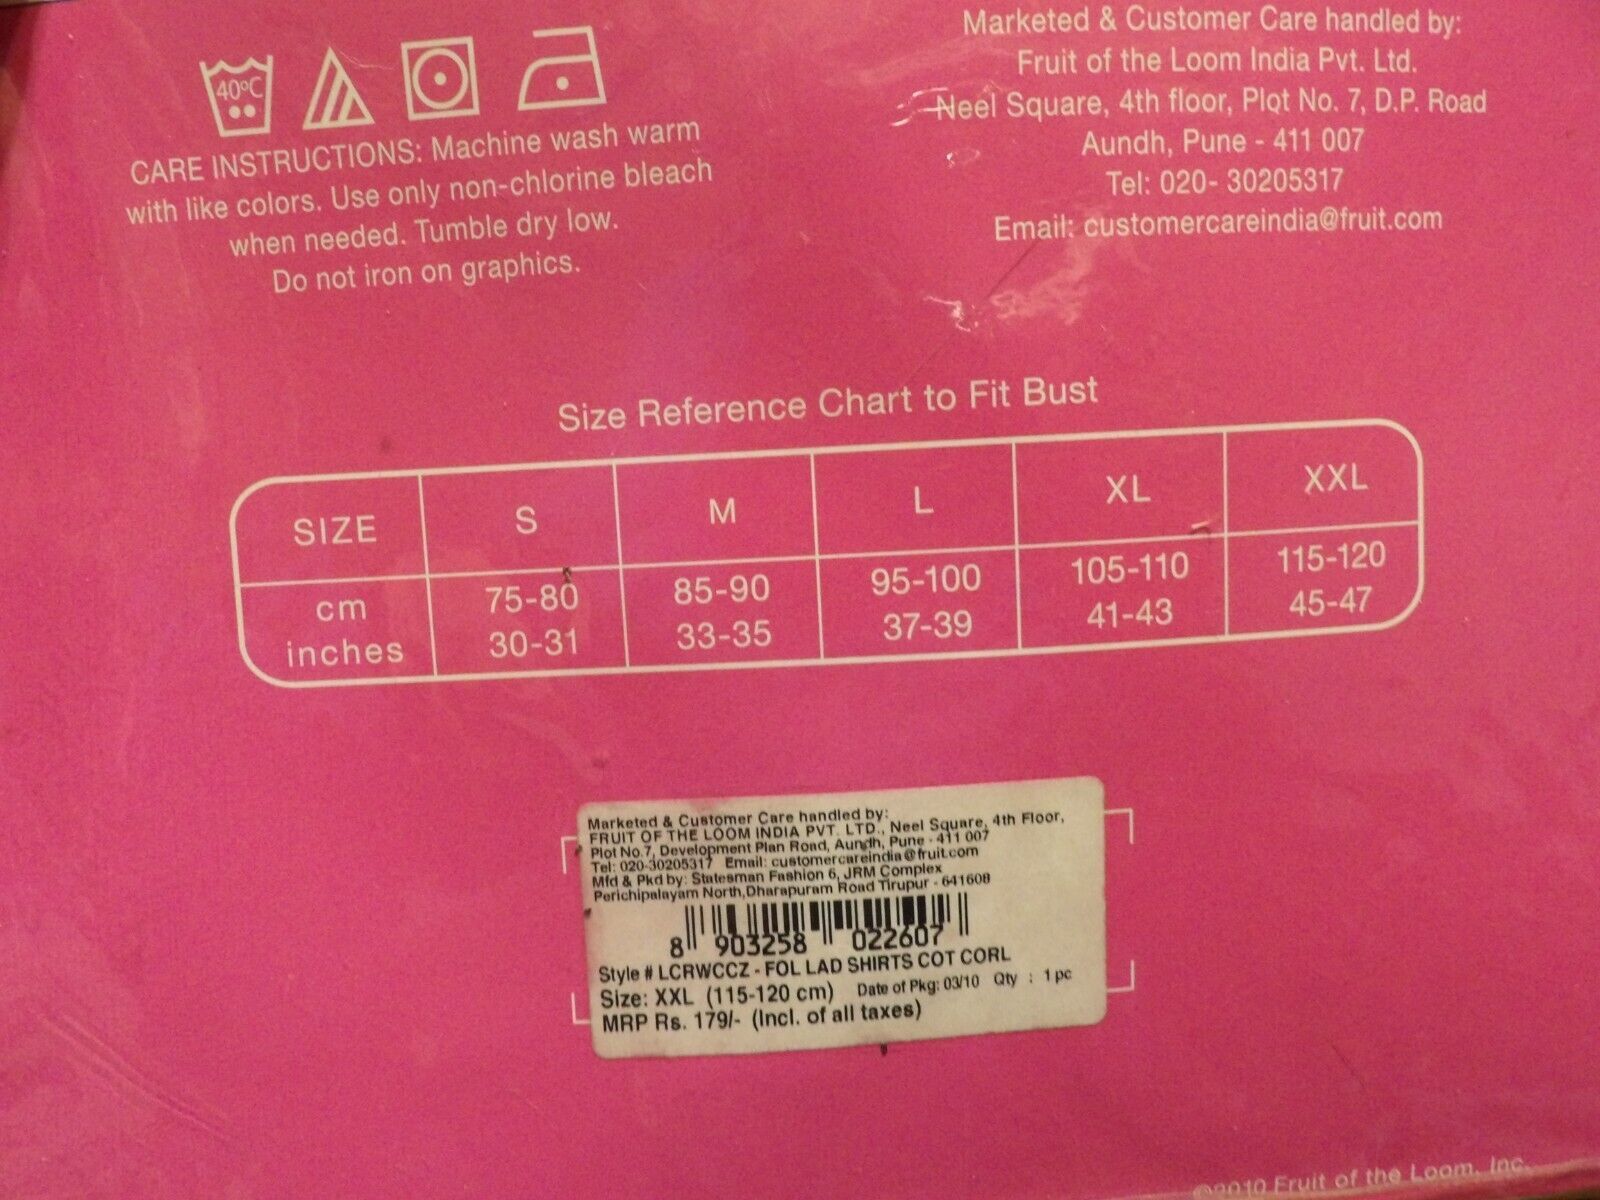 40ºC
CARE INSTRUCTIONS: Machine wash warm
with like colors. Use only non-chlorine bleach
when needed. Tumble dry low.
Do not iron on graphics.
Marketed & Customer Care handled by:
Fruit of the Loom India Pvt. Ltd.
Neel Square, 4th floor, Plot No. 7, D.P. Road
Aundh, Pune - 411 007
Tel: 020- 30205317
Email: customercareindia@fruit.com
Size Reference Chart to Fit Bust
SIZE S M L XL XXL
cm 75-80 85-90 95-100 105-110 115-120
inches 30-31 33-35 37-39 41-43 45-47
Marketed & Customer Care handled by:
FRUIT OF THE LOOM INDIA PVT. LTD., Neel Square, 4th Floor,
Plot No.7, Development Plan Road, Aundh, Pune - 411 007
Tel: 020-30205317 Email: customercareindia@fruit.com
Mfd & Pkd by: Statesman Fashion 6, JRM Complex
Perichipalayam North,Dharapuram Road Tirupur - 641608
8 903258 022607
Style # LCRWCCZ - FOL LAD SHIRTS COT CORL
Size: XXL (115-120 cm) Date of Pkg: 03/10 Qty : 1 pc
MRP Rs. 179/- (Incl. of all taxes)
©2010 Fruit of the Loom, Inc.